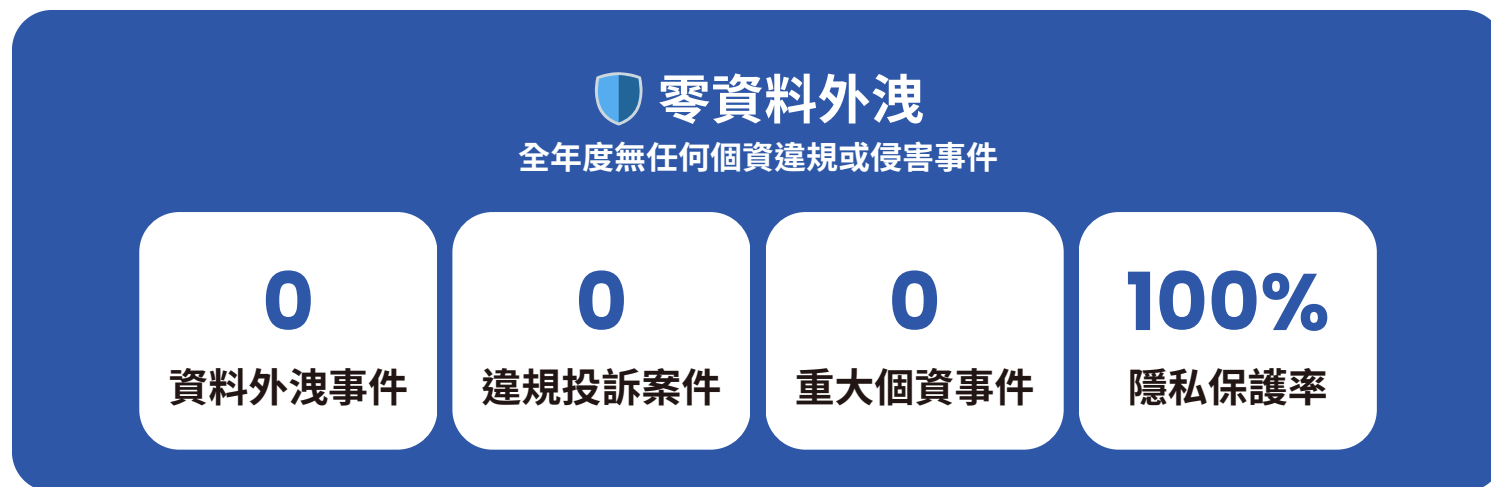 零資料外洩
全年度無任何個資違規或侵害事件
0
資料外洩事件
0
違規投訴案件
0
重大個資事件
100%
隱私保護率